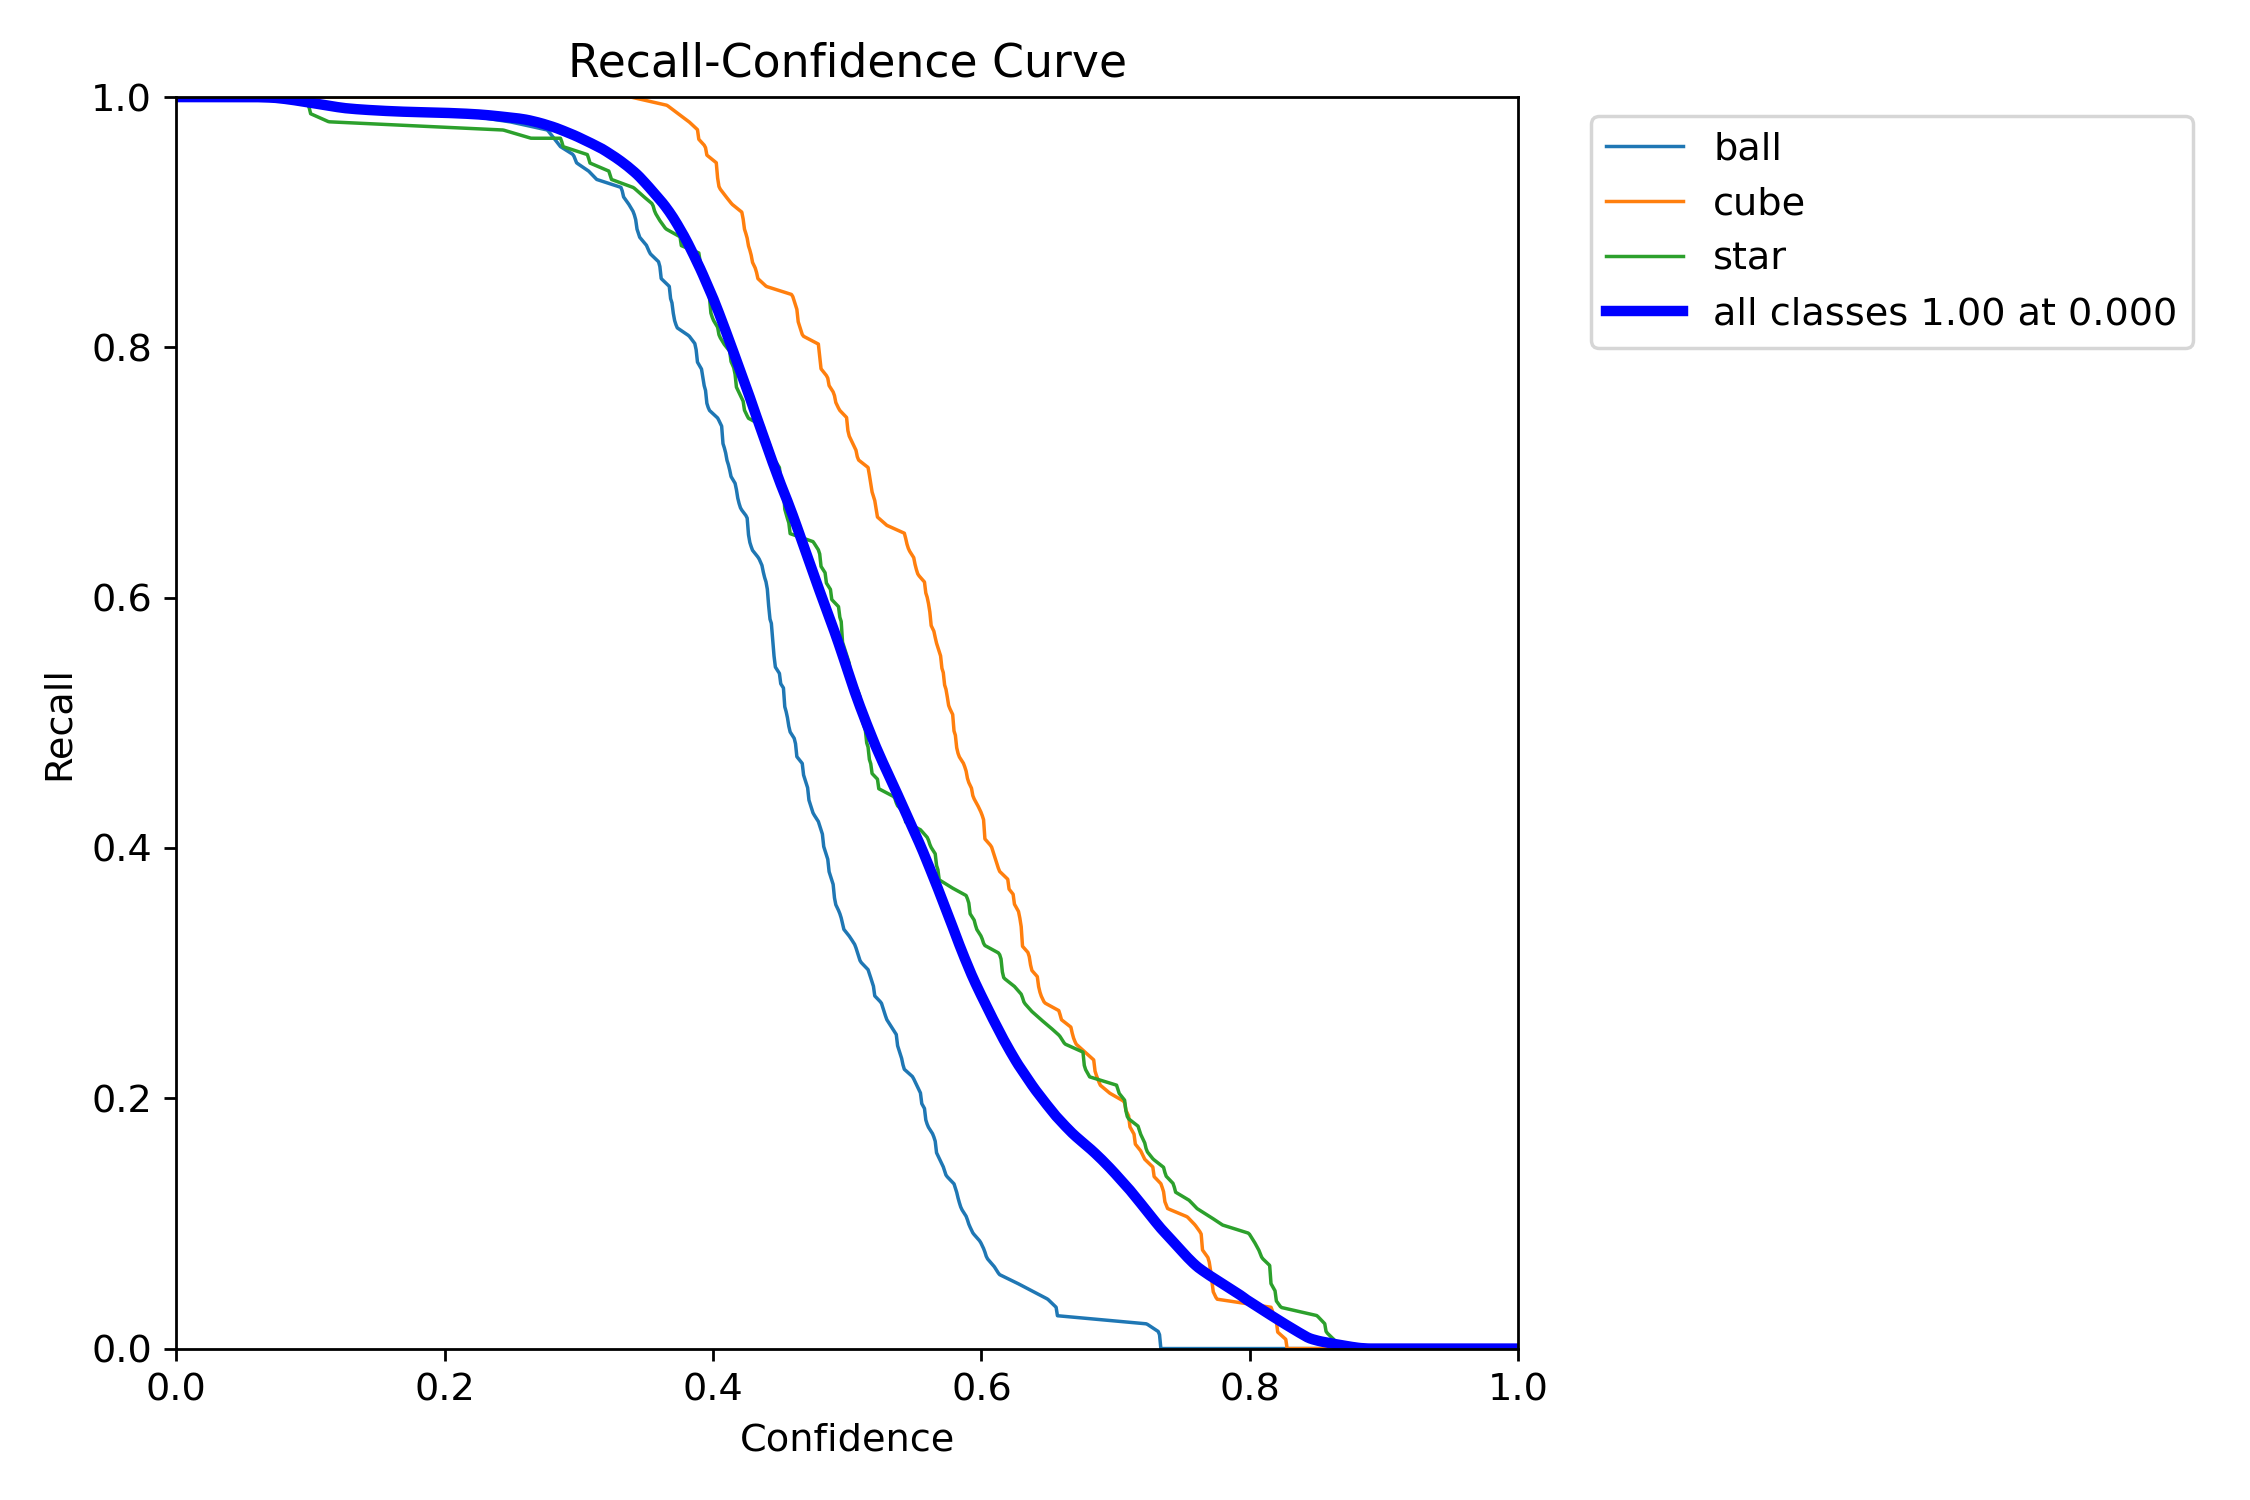 Recall-Confidence Curve
1.0
0.8
0.6
0.4
0.2
0.0
Recall
0.0 0.2 0.4 0.6 0.8 1.0
Confidence
ball
cube
star
all classes 1.00 at 0.000